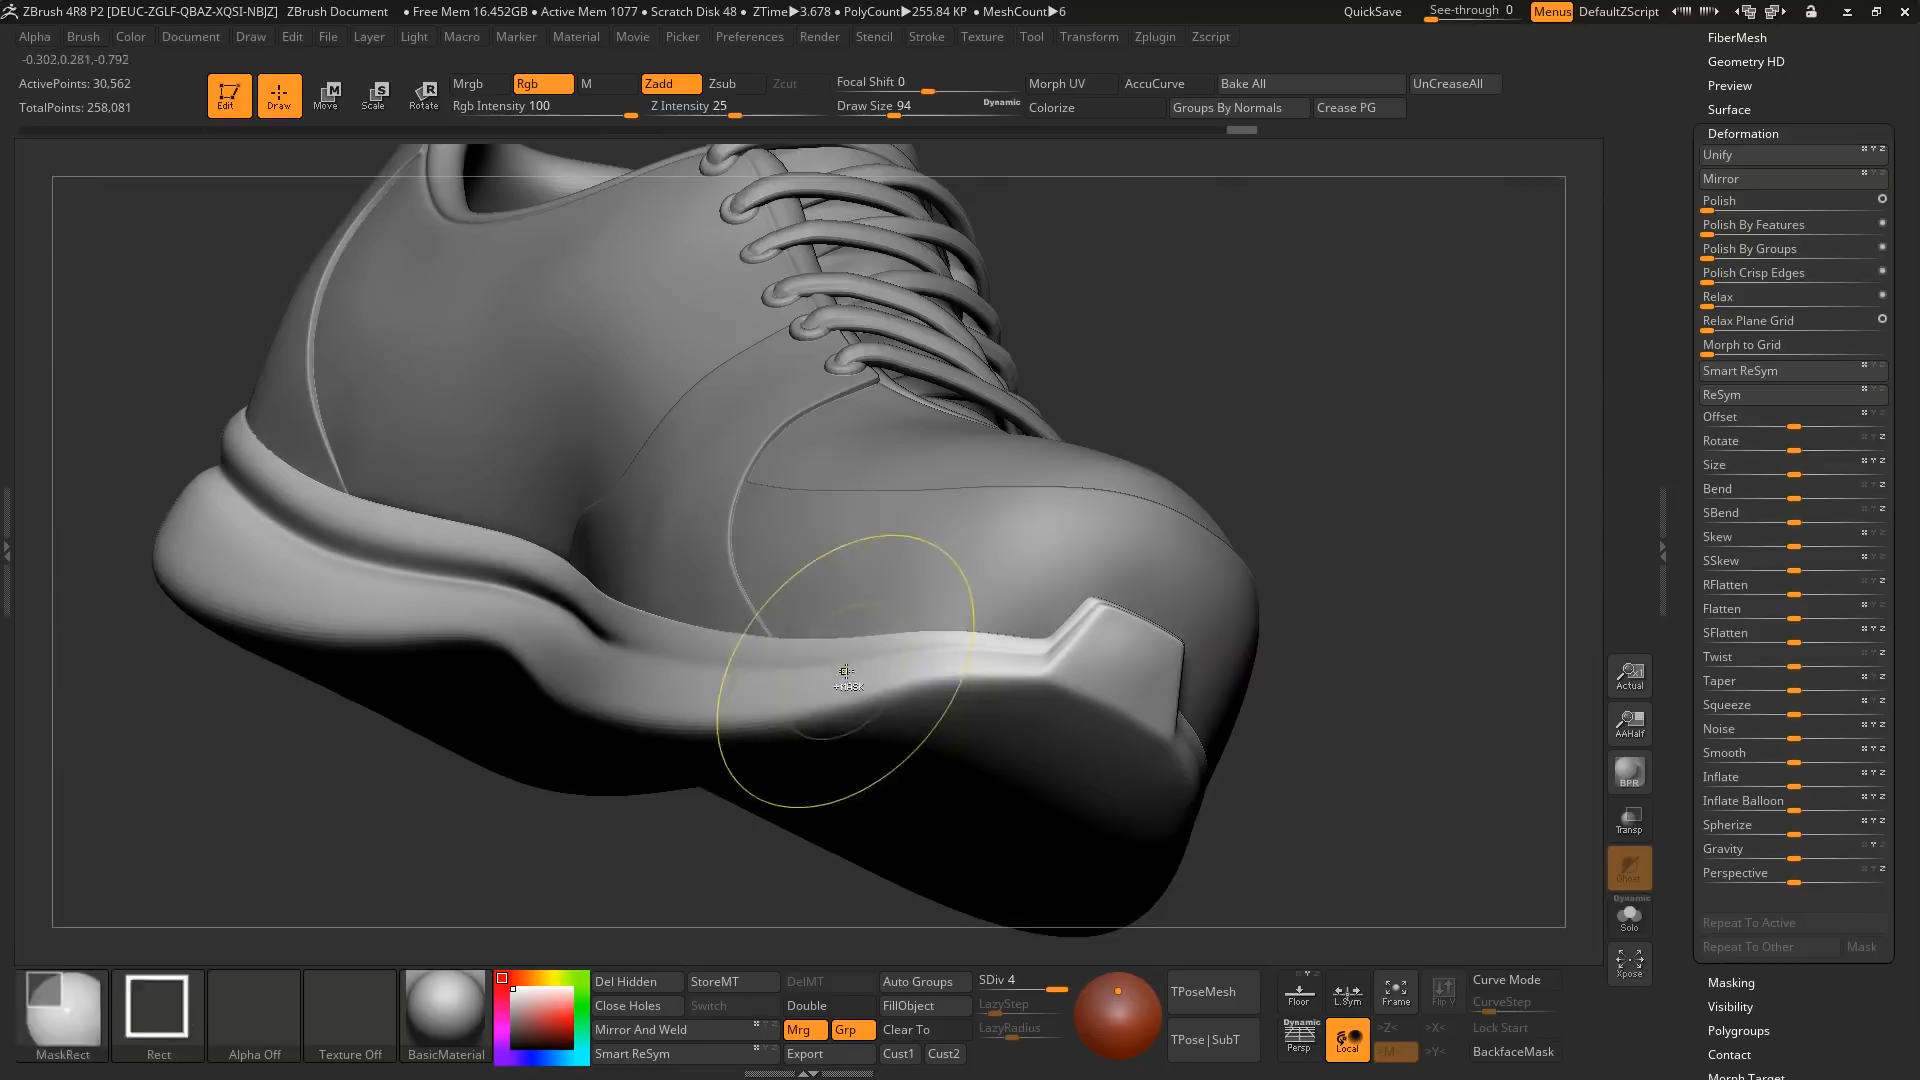 ZBrush 4R8 P2 [DEUC-ZGLF-QBAZ-XQSI-NBJZ] ZBrush Document • Free Mem 16.452GB • Active Mem 1077 • Scratch Disk 48 • ZTime▶3.678 • PolyCount▶255.84 KP • MeshCount▶6 QuickSave See-through 0 Menus DefaultZScript
Alpha Brush Color Document Draw Edit File Layer Light Macro Marker Material Movie Picker Preferences Render Stencil Stroke Texture Tool Transform Zplugin Zscript
-0.302,0.281,-0.792
ActivePoints: 30,562
TotalPoints: 258,081
Edit Draw Move Scale Rotate
Mrgb Rgb M Zadd Zsub Zcut
Rgb Intensity 100 Z Intensity 25
Focal Shift 0
Draw Size 94 Dynamic
Morph UV AccuCurve Bake All UnCreaseAll
Colorize Groups By Normals Crease PG
FiberMesh
Geometry HD
Preview
Surface
Deformation
Unify
Mirror
Polish
Polish By Features
Polish By Groups
Polish Crisp Edges
Relax
Relax Plane Grid
Morph to Grid
Smart ReSym
ReSym
Offset
Rotate
Size
Bend
SBend
Skew
SSkew
RFlatten
Flatten
SFlatten
Twist
Taper
Squeeze
Noise
Smooth
Inflate
Inflate Balloon
Spherize
Gravity
Perspective
Repeat To Active
Repeat To Other Mask
Masking
Visibility
Polygroups
Contact
Morph Target
+MASK
Actual
AAHalf
BPR
Transp
Ghost
Dynamic
Solo
Xpose
MaskRect Rect Alpha Off Texture Off BasicMaterial
Del Hidden StoreMT DelMT Auto Groups
Close Holes Switch Double FillObject
Mirror And Weld Mrg Grp Clear To
Smart ReSym Export Cust1 Cust2
SDiv 4
LazyStep
LazyRadius
TPoseMesh
TPose|SubT
Floor L.Sym Frame Flip V
Dynamic
Persp Local
>Z< >X<
>M< >Y<
Curve Mode
CurveStep
Lock Start
BackfaceMask